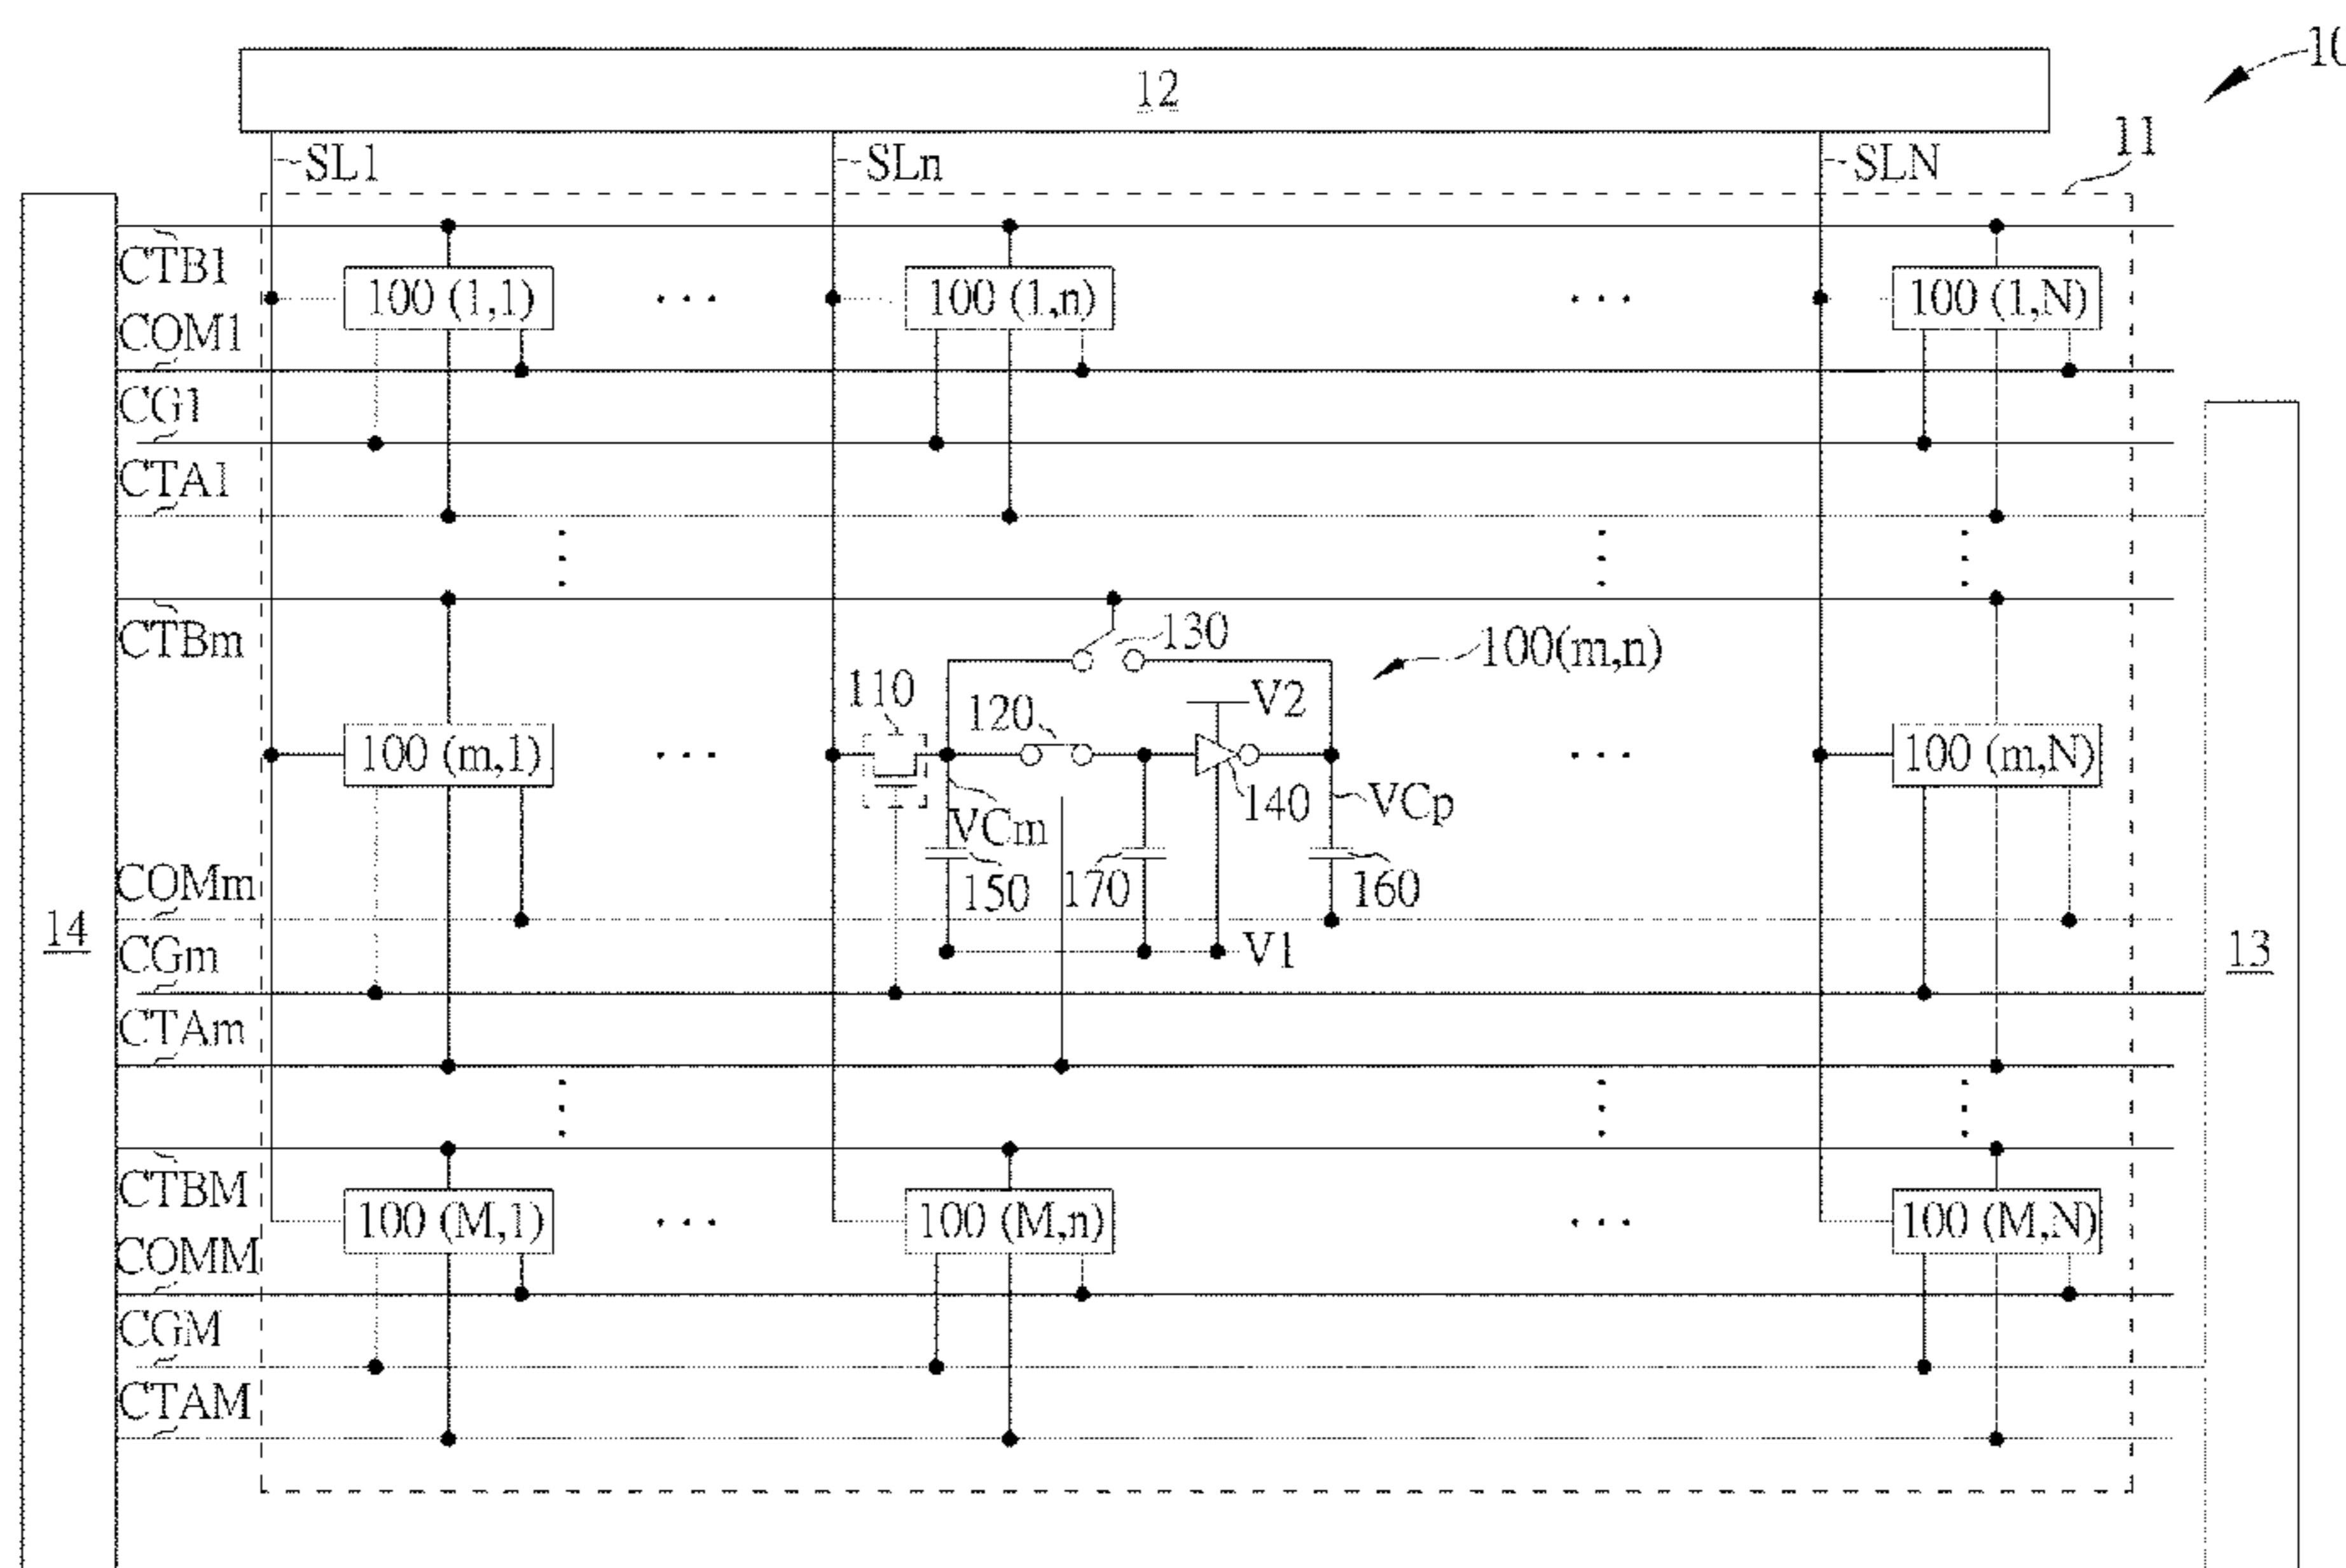 10
12
11
SL1 SLn SLN
CTB1
100 (1,1) ... 100 (1,n) ... 100 (1,N)
COM1
CG1
CTA1
CTBm
130
100(m,n)
110
120
V2
100 (m,1) ... ... 100 (m,N)
140
VCm
VCp
COMm
150
170
160
14
CGm
V1
13
CTAm
CTBM
100 (M,1) ... 100 (M,n) ... 100 (M,N)
COMM
CGM
CTAM